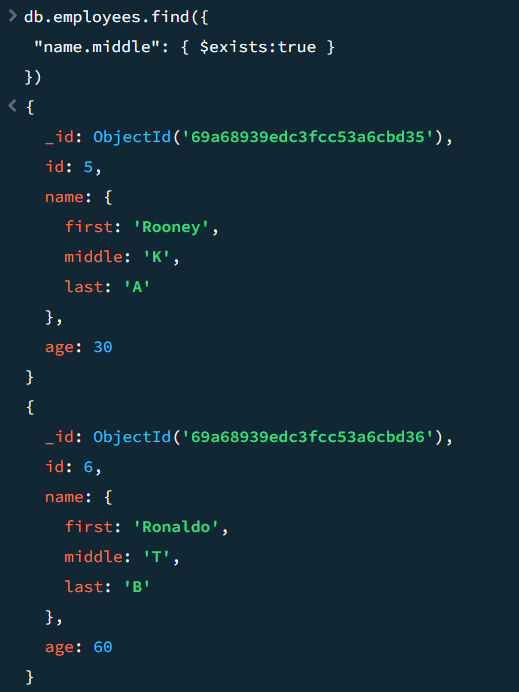 db.employees.find({
"name.middle": { $exists:true }
})
{
_id: ObjectId('69a68939edc3fcc53a6cbd35'),
id: 5,
name: {
first: 'Rooney',
middle: 'K',
last: 'A'
},
age: 30
}
{
_id: ObjectId('69a68939edc3fcc53a6cbd36'),
id: 6,
name: {
first: 'Ronaldo',
middle: 'T',
last: 'B'
},
age: 60
}